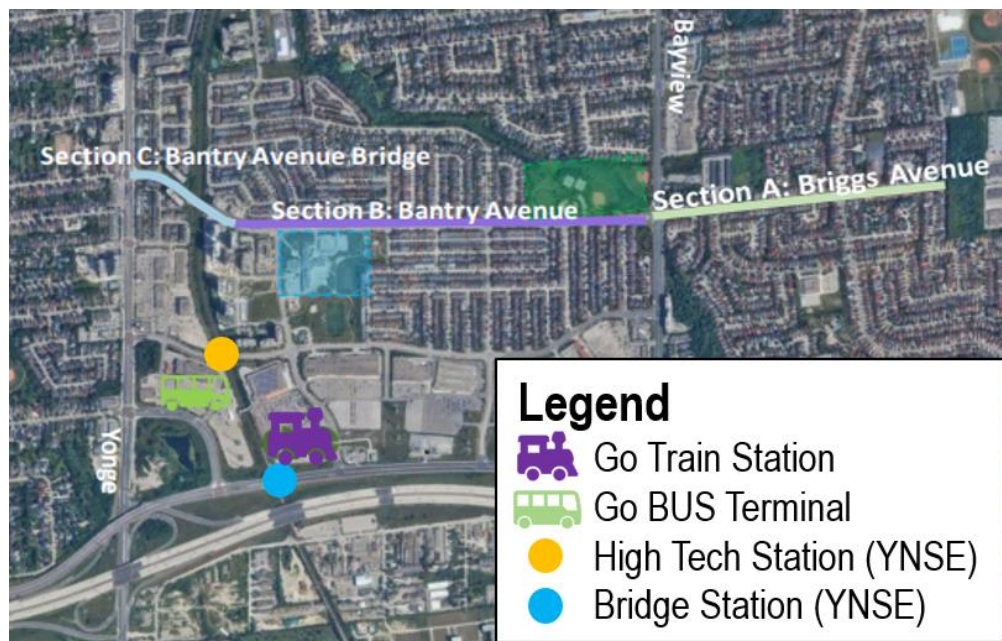 Bayview
Section C: Bantry Avenue Bridge
Section A: Briggs Avenue
Section B: Bantry Avenue
Yonge
Legend
Go Train Station
Go BUS Terminal
High Tech Station (YNSE)
Bridge Station (YNSE)